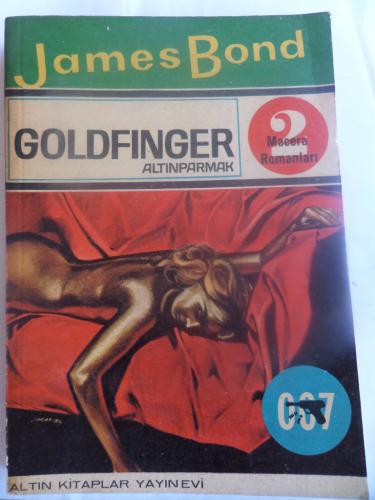 James Bond
GOLDFINGER
ALTINPARMAK
2
Macera
Romanları
007
ALTIN KİTAPLAR YAYINEVİ